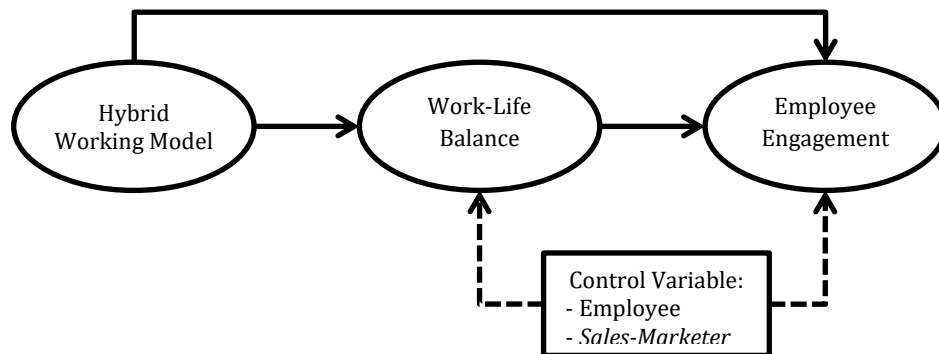 Hybrid
Working Model
Work-Life
Balance
Employee
Engagement
Control Variable:
- Employee
- Sales-Marketer